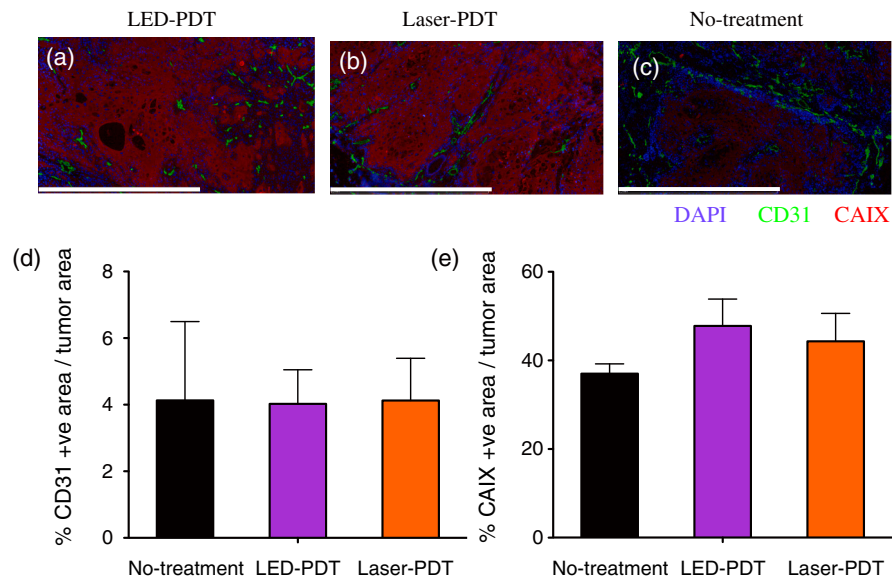 LED-PDT Laser-PDT No-treatment
(a) (b) (c)
DAPI CD31 CAIX
(d)
% CD31 +ve area / tumor area
8
6
4
2
0
No-treatment LED-PDT Laser-PDT
(e)
% CAIX +ve area / tumor area
60
40
20
0
No-treatment LED-PDT Laser-PDT